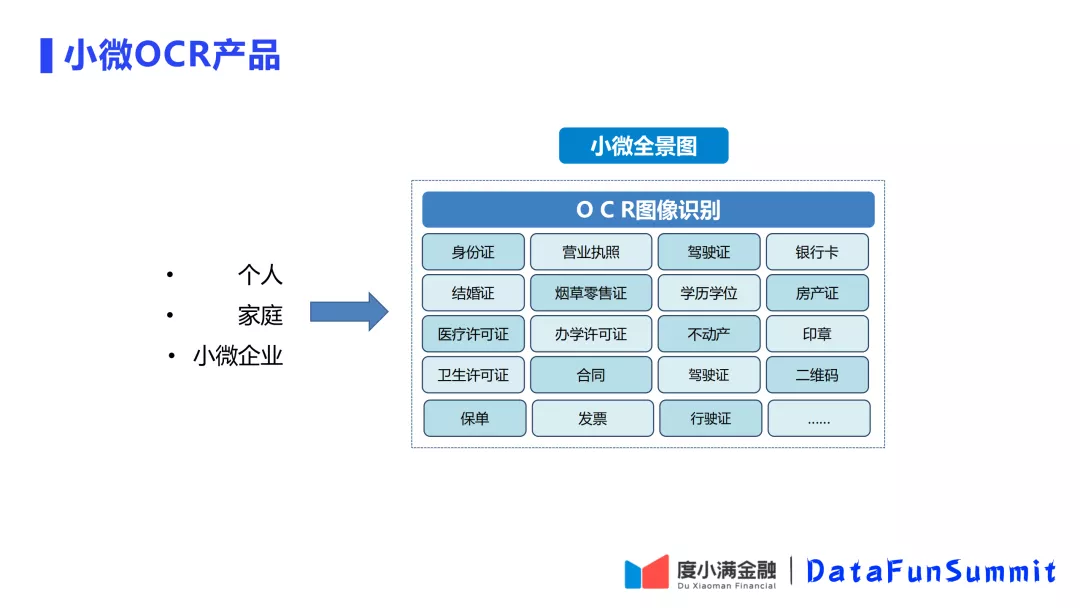 小微OCR产品
小微全景图
• 个人
• 家庭
• 小微企业
O C R图像识别
身份证 营业执照 驾驶证 银行卡
结婚证 烟草零售证 学历学位 房产证
医疗许可证 办学许可证 不动产 印章
卫生许可证 合同 驾驶证 二维码
保单 发票 行驶证 ......
度小满金融 | DataFunSummit
Du Xiaoman Financial